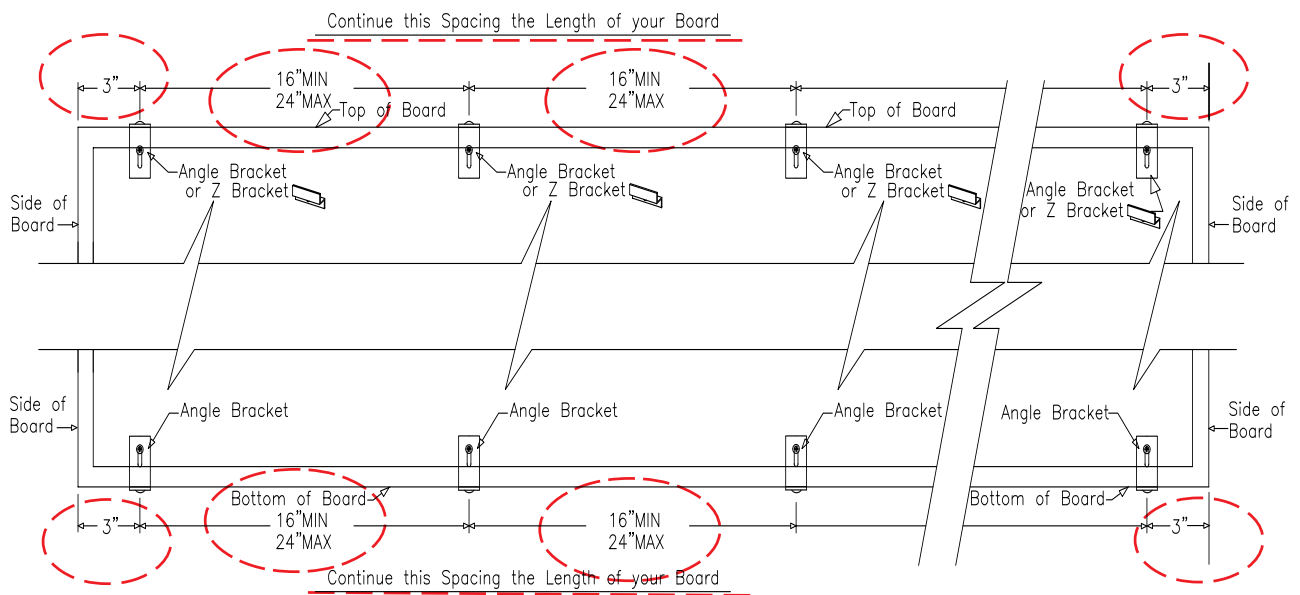 Continue this Spacing the Length of your Board
3"
16"MIN
24"MAX
16"MIN
24"MAX
3"
Top of Board
Top of Board
Angle Bracket
or Z Bracket
Angle Bracket
or Z Bracket
Angle Bracket
or Z Bracket
Angle Bracket
or Z Bracket
Side of
Board
Side of
Board
Side of
Board
Angle Bracket
Angle Bracket
Angle Bracket
Angle Bracket
Side of
Board
Bottom of Board
Bottom of Board
3"
16"MIN
24"MAX
16"MIN
24"MAX
3"
Continue this Spacing the Length of your Board